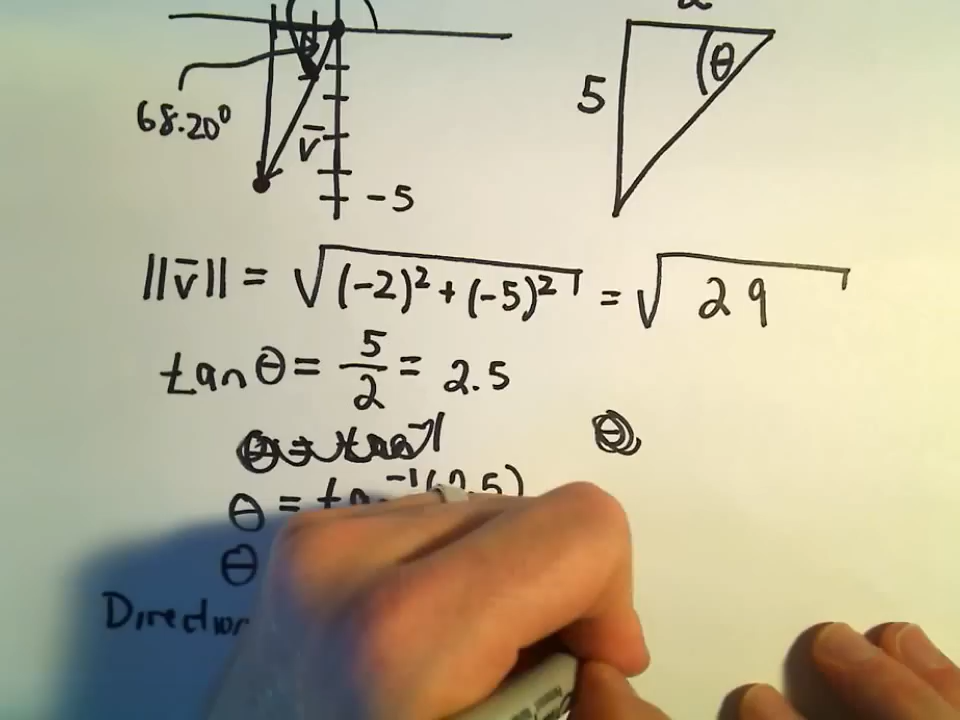 2
θ
5 θ
68.20°
v̄
-5
||v̄|| = √(-2)² + (-5)² = √29
tan θ = 5/2 = 2.5
θ = tan⁻¹(2.5)
θ
Direction